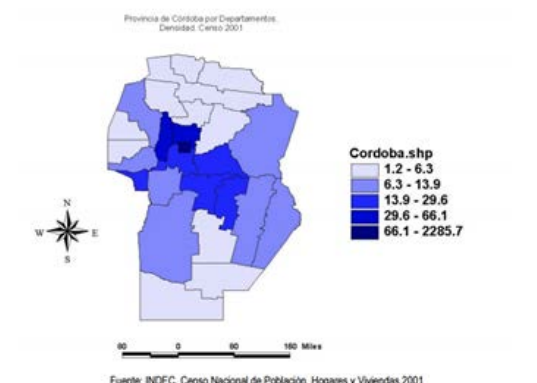 Provincia de Córdoba por Departamentos.
Densidad. Censo 2001
Cordoba.shp
1.2 - 6.3
6.3 - 13.9
13.9 - 29.6
29.6 - 66.1
66.1 - 2285.7
N
W E
S
80 0 80 160 Miles
Fuente: INDEC. Censo Nacional de Población, Hogares y Viviendas 2001